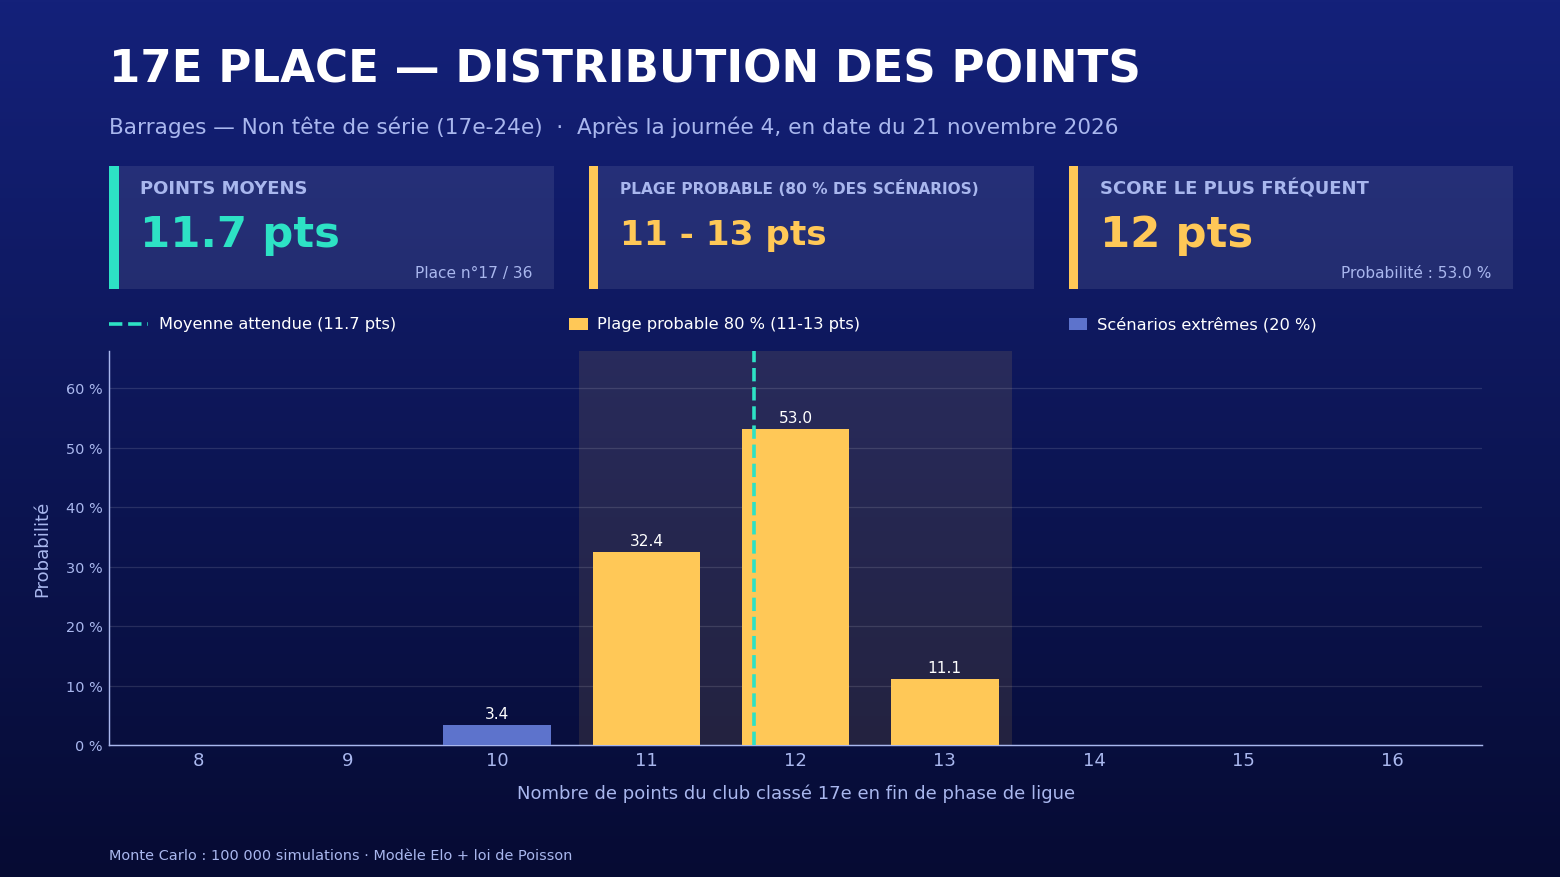 17E PLACE — DISTRIBUTION DES POINTS
Barrages — Non tête de série (17e-24e) · Après la journée 4, en date du 21 novembre 2026
POINTS MOYENS
11.7 pts
Place n°17 / 36
PLAGE PROBABLE (80 % DES SCÉNARIOS)
11 - 13 pts
SCORE LE PLUS FRÉQUENT
12 pts
Probabilité : 53.0 %
Moyenne attendue (11.7 pts)
Plage probable 80 % (11-13 pts)
Scénarios extrêmes (20 %)
Probabilité
60 %
50 %
40 %
30 %
20 %
10 %
0 %
3.4
32.4
53.0
11.1
8 9 10 11 12 13 14 15 16
Nombre de points du club classé 17e en fin de phase de ligue
Monte Carlo : 100 000 simulations · Modèle Elo + loi de Poisson